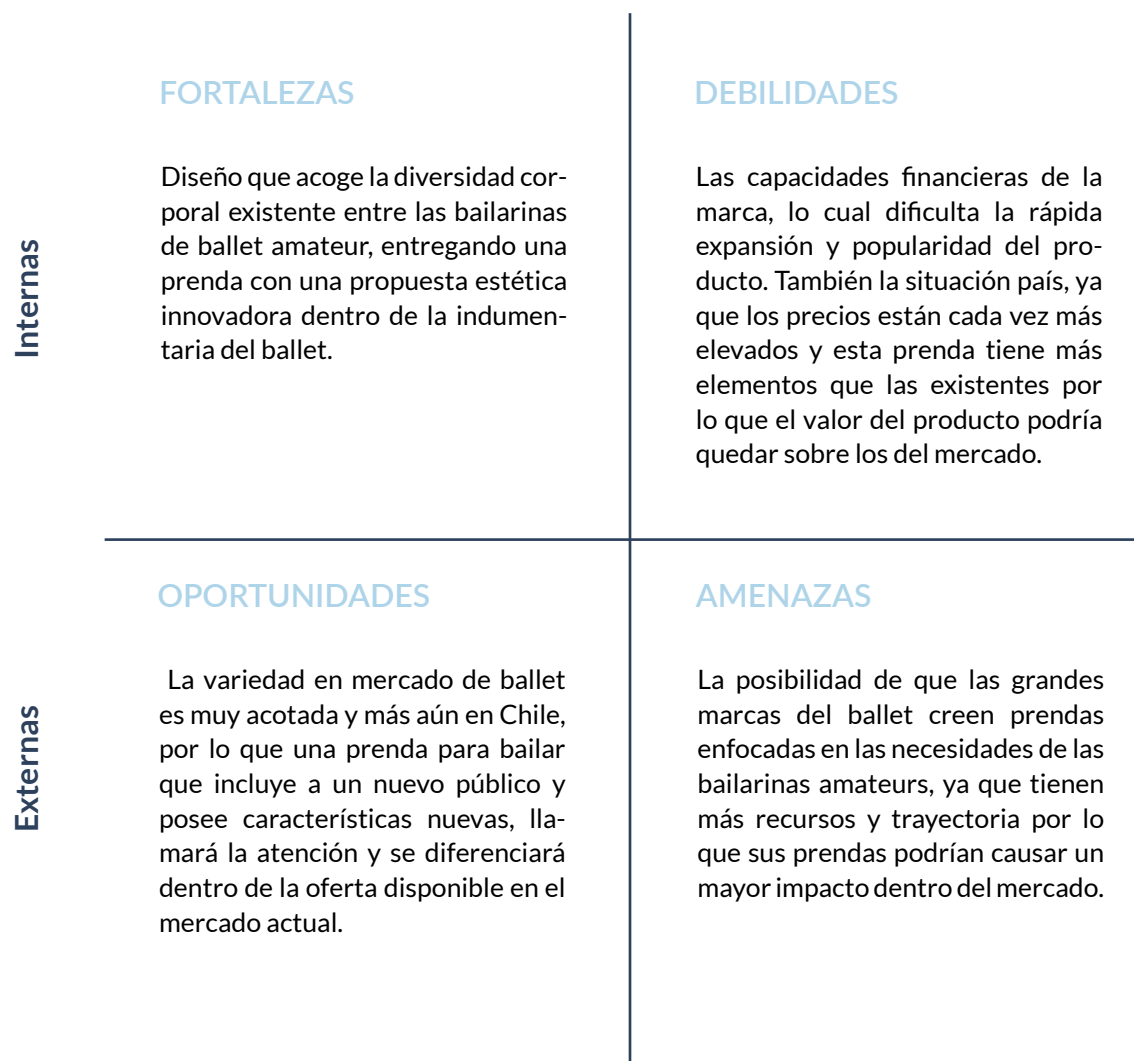 Internas
FORTALEZAS
Diseño que acoge la diversidad cor-
poral existente entre las bailarinas
de ballet amateur, entregando una
prenda con una propuesta estética
innovadora dentro de la indumen-
taria del ballet.
DEBILIDADES
Las capacidades financieras de la
marca, lo cual dificulta la rápida
expansión y popularidad del pro-
ducto. También la situación país, ya
que los precios están cada vez más
elevados y esta prenda tiene más
elementos que las existentes por
lo que el valor del producto podría
quedar sobre los del mercado.
Externas
OPORTUNIDADES
La variedad en mercado de ballet
es muy acotada y más aún en Chile,
por lo que una prenda para bailar
que incluye a un nuevo público y
posee características nuevas, lla-
mará la atención y se diferenciará
dentro de la oferta disponible en el
mercado actual.
AMENAZAS
La posibilidad de que las grandes
marcas del ballet creen prendas
enfocadas en las necesidades de las
bailarinas amateurs, ya que tienen
más recursos y trayectoria por lo
que sus prendas podrían causar un
mayor impacto dentro del mercado.